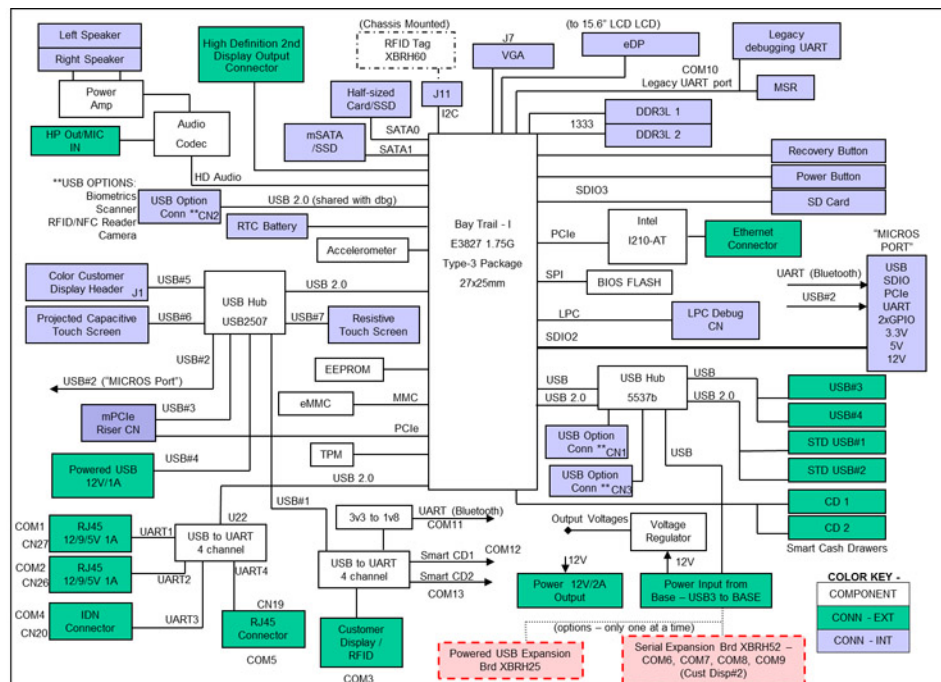 (Chassis Mounted)
(to 15.6" LCD LCD)
Left Speaker
Right Speaker
Power
Amp
HP Out/MIC
IN
Audio
Codec
HD Audio
High Definition 2nd
Display Output
Connector
RFID Tag
XBRH60
J11
I2C
Half-sized
Card/SSD
SATA0
mSATA
/SSD
SATA1
J7
VGA
eDP
COM10
Legacy UART port
Legacy
debugging UART
MSR
1333
DDR3L 1
DDR3L 2
Recovery Button
Power Button
SDIO3
SD Card
**USB OPTIONS:
Biometrics
Scanner
RFID/NFC Reader
Camera
USB Option
Conn **CN2
USB 2.0 (shared with dbg)
RTC Battery
Accelerometer
Bay Trail - I
E3827 1.75G
Type-3 Package
27x25mm
PCIe
Intel
I210-AT
Ethernet
Connector
SPI
BIOS FLASH
LPC
LPC Debug
CN
SDIO2
"MICROS
PORT"
UART (Bluetooth)
USB#2
USB
SDIO
PCIe
UART
2xGPIO
3.3V
5V
12V
Color Customer
Display Header J1
USB#5
Projected Capacitive
Touch Screen
USB#6
USB Hub
USB2507
USB 2.0
USB#7
Resistive
Touch Screen
USB#2
USB#2 ("MICROS Port")
mPCIe
Riser CN
USB#3
PCIe
Powered USB
12V/1A
USB#4
USB#1
EEPROM
eMMC
MMC
TPM
USB 2.0
USB
USB 2.0
USB Hub
5537b
USB
USB 2.0
USB#3
USB#4
STD USB#1
STD USB#2
USB Option
Conn **CN1
USB Option
Conn **CN3
USB
CD 1
CD 2
Smart Cash Drawers
COM1
CN27
RJ45
12/9/5V 1A
UART1
COM2
CN26
RJ45
12/9/5V 1A
UART2
COM4
CN20
IDN
Connector
UART3
U22
USB to UART
4 channel
UART4
CN19
RJ45
Connector
COM5
3v3 to 1v8
UART (Bluetooth)
COM11
USB to UART
4 channel
Smart CD1
COM12
Smart CD2
COM13
Customer
Display /
RFID
COM3
Output Voltages
Voltage
Regulator
12V
12V
Power 12V/2A
Output
Power Input from
Base – USB3 to BASE
(options – only one at a time)
Powered USB Expansion
Brd XBRH25
Serial Expansion Brd XBRH52 –
COM6, COM7, COM8, COM9
(Cust Disp#2)
COLOR KEY -
COMPONENT
CONN - EXT
CONN - INT